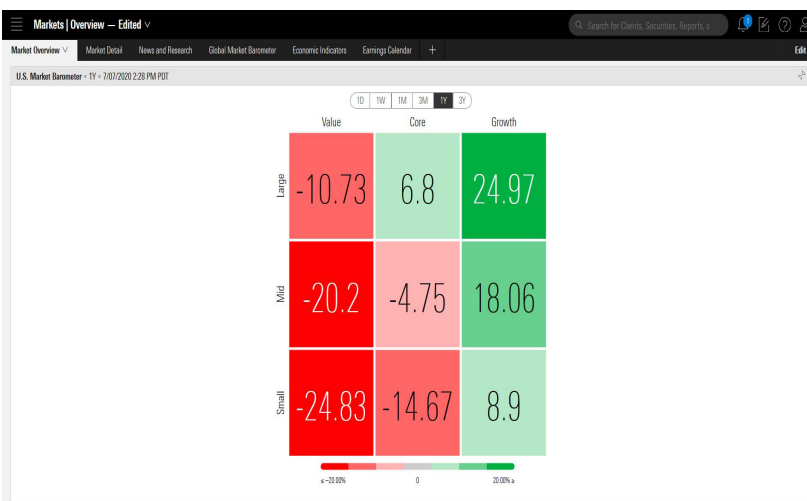 Markets | Overview — Edited
Search for Clients, Securities, Reports, s
1
Market Overview Market Detail News and Research Global Market Barometer Economic Indicators Earnings Calendar + Edit
U.S. Market Barometer • 1Y • 7/07/2020 2:28 PM PDT
1D 1W 1M 3M 1Y 3Y
Value Core Growth
Large -10.73 6.8 24.97
Mid -20.2 -4.75 18.06
Small -24.83 -14.67 8.9
≤ -20.00% 0 20.00% ≥